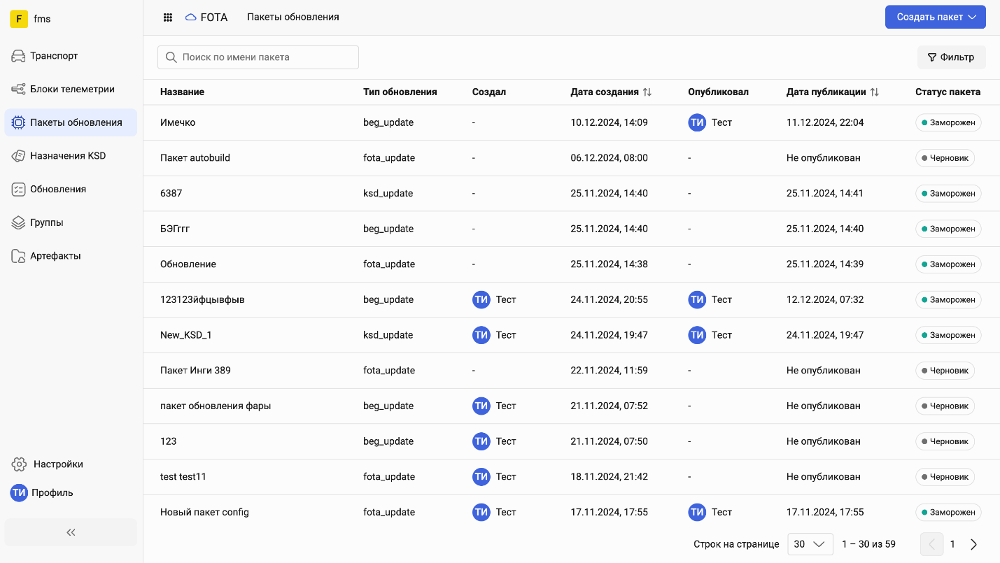 F fms
Транспорт
Блоки телеметрии
Пакеты обновления
Назначения KSD
Обновления
Группы
Артефакты
Настройки
ТИ Профиль
FOTA Пакеты обновления Создать пакет
Поиск по имени пакета Фильтр
Название Тип обновления Создал Дата создания Опубликовал Дата публикации Статус пакета
Имечко beg_update - 10.12.2024, 14:09 ТИ Тест 11.12.2024, 22:04 Заморожен
Пакет autobuild fota_update - 06.12.2024, 08:00 - Не опубликован Черновик
6387 ksd_update - 25.11.2024, 14:40 - 25.11.2024, 14:41 Заморожен
БЭГггг beg_update - 25.11.2024, 14:40 - 25.11.2024, 14:40 Заморожен
Обновление fota_update - 25.11.2024, 14:38 - 25.11.2024, 14:39 Заморожен
123123йфцывфыв beg_update ТИ Тест 24.11.2024, 20:55 ТИ Тест 12.12.2024, 07:32 Заморожен
New_KSD_1 ksd_update ТИ Тест 24.11.2024, 19:47 ТИ Тест 24.11.2024, 19:47 Заморожен
Пакет Инги 389 fota_update - 22.11.2024, 11:59 - Не опубликован Черновик
пакет обновления фары beg_update ТИ Тест 21.11.2024, 07:52 - Не опубликован Черновик
123 beg_update ТИ Тест 21.11.2024, 07:50 - Не опубликован Черновик
test test11 fota_update ТИ Тест 18.11.2024, 21:42 - Не опубликован Черновик
Новый пакет config fota_update ТИ Тест 17.11.2024, 17:55 ТИ Тест 17.11.2024, 17:55 Заморожен
Строк на странице 30 1 – 30 из 59 1